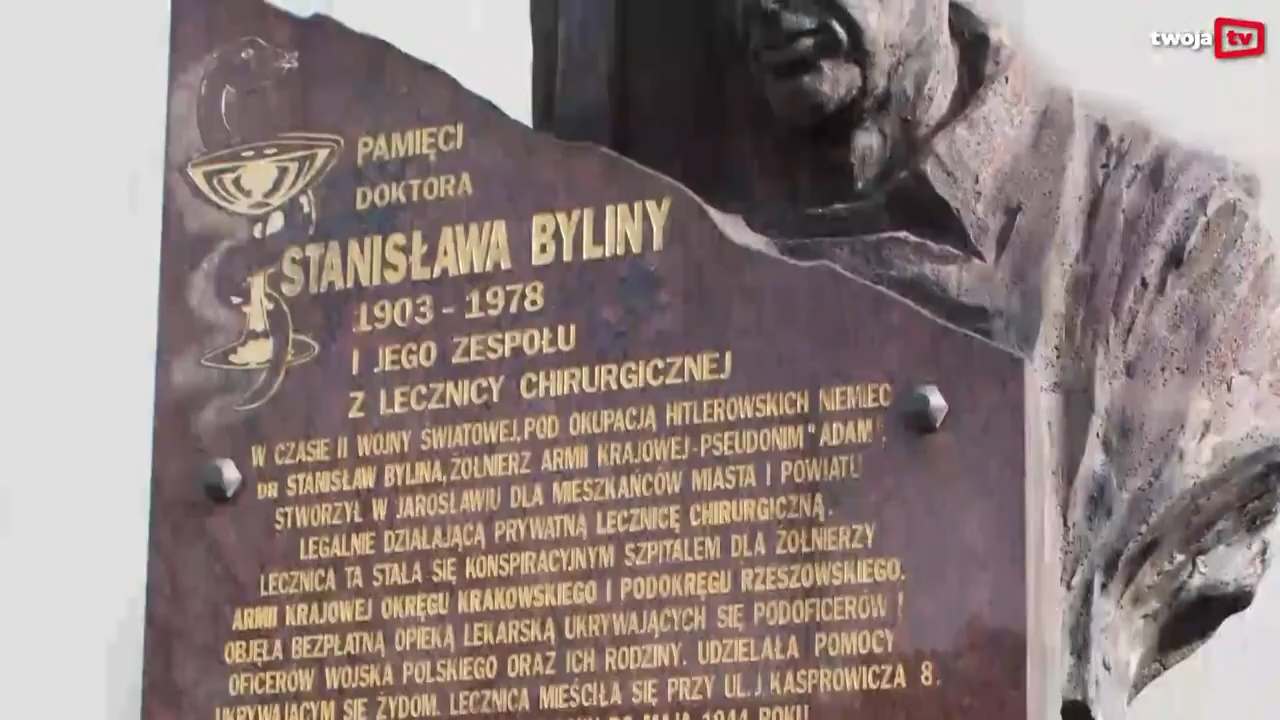 twoja tv
PAMIĘCI
DOKTORA
STANISŁAWA BYLINY
1903 - 1978
I JEGO ZESPOŁU
Z LECZNICY CHIRURGICZNEJ
W CZASIE II WOJNY ŚWIATOWEJ, POD OKUPACJĄ HITLEROWSKICH NIEMIEC
DR STANISŁAW BYLINA, ŻOŁNIERZ ARMII KRAJOWEJ-PSEUDONIM "ADAM",
STWORZYŁ W JAROSŁAWIU DLA MIESZKAŃCÓW MIASTA I POWIATU
LEGALNIE DZIAŁAJĄCĄ PRYWATNĄ LECZNICĘ CHIRURGICZNĄ.
LECZNICA TA STAŁA SIĘ KONSPIRACYJNYM SZPITALEM DLA ŻOŁNIERZY
ARMII KRAJOWEJ OKRĘGU KRAKOWSKIEGO I PODOKRĘGU RZESZOWSKIEGO.
OBJĘŁA BEZPŁATNĄ OPIEKĄ LEKARSKĄ UKRYWAJĄCYCH SIĘ PODOFICERÓW I
OFICERÓW WOJSKA POLSKIEGO ORAZ ICH RODZINY. UDZIELAŁA POMOCY
UKRYWAJĄCYM SIĘ ŻYDOM. LECZNICA MIEŚCIŁA SIĘ PRZY UL.J KASPROWICZA 8.
MAJA 1944 ROKU